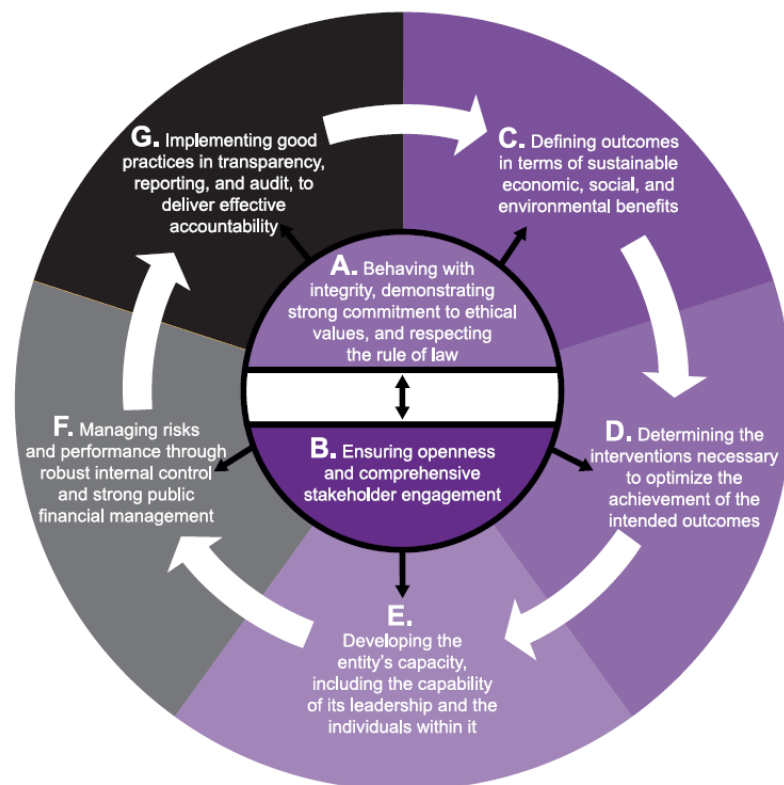 G. Implementing good
practices in transparency,
reporting, and audit, to
deliver effective
accountability
C. Defining outcomes
in terms of sustainable
economic, social, and
environmental benefits
A. Behaving with
integrity, demonstrating
strong commitment to ethical
values, and respecting
the rule of law
B. Ensuring openness
and comprehensive
stakeholder engagement
F. Managing risks
and performance through
robust internal control
and strong public
financial management
D. Determining the
interventions necessary
to optimize the
achievement of the
intended outcomes
E.
Developing the
entity's capacity,
including the capability
of its leadership and the
individuals within it